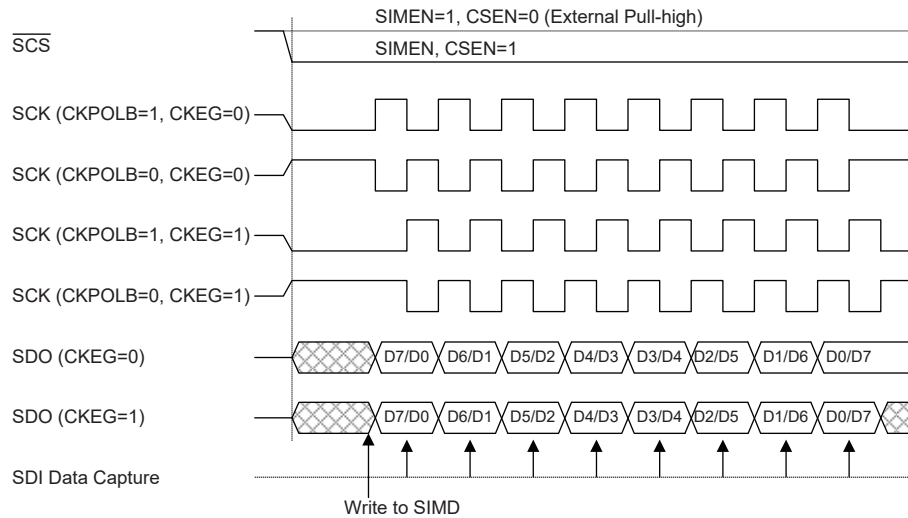 SIMEN=1, CSEN=0 (External Pull-high)
SCS
SIMEN, CSEN=1
SCK (CKPOLB=1, CKEG=0)
SCK (CKPOLB=0, CKEG=0)
SCK (CKPOLB=1, CKEG=1)
SCK (CKPOLB=0, CKEG=1)
SDO (CKEG=0) D7/D0 D6/D1 D5/D2 D4/D3 D3/D4 D2/D5 D1/D6 D0/D7
SDO (CKEG=1) D7/D0 D6/D1 D5/D2 D4/D3 D3/D4 D2/D5 D1/D6 D0/D7
SDI Data Capture
Write to SIMD